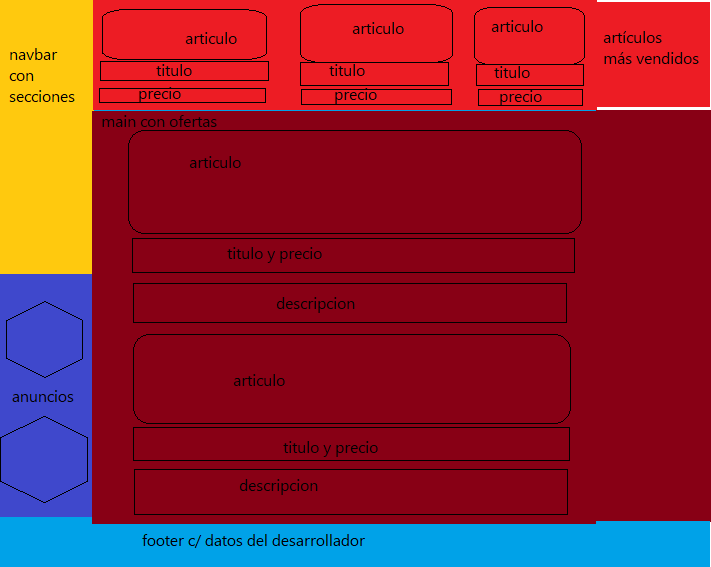 navbar
con
secciones
articulo
titulo
precio
articulo
titulo
precio
articulo
titulo
precio
artículos
más vendidos
main con ofertas
articulo
titulo y precio
descripcion
articulo
titulo y precio
descripcion
anuncios
footer c/ datos del desarrollador